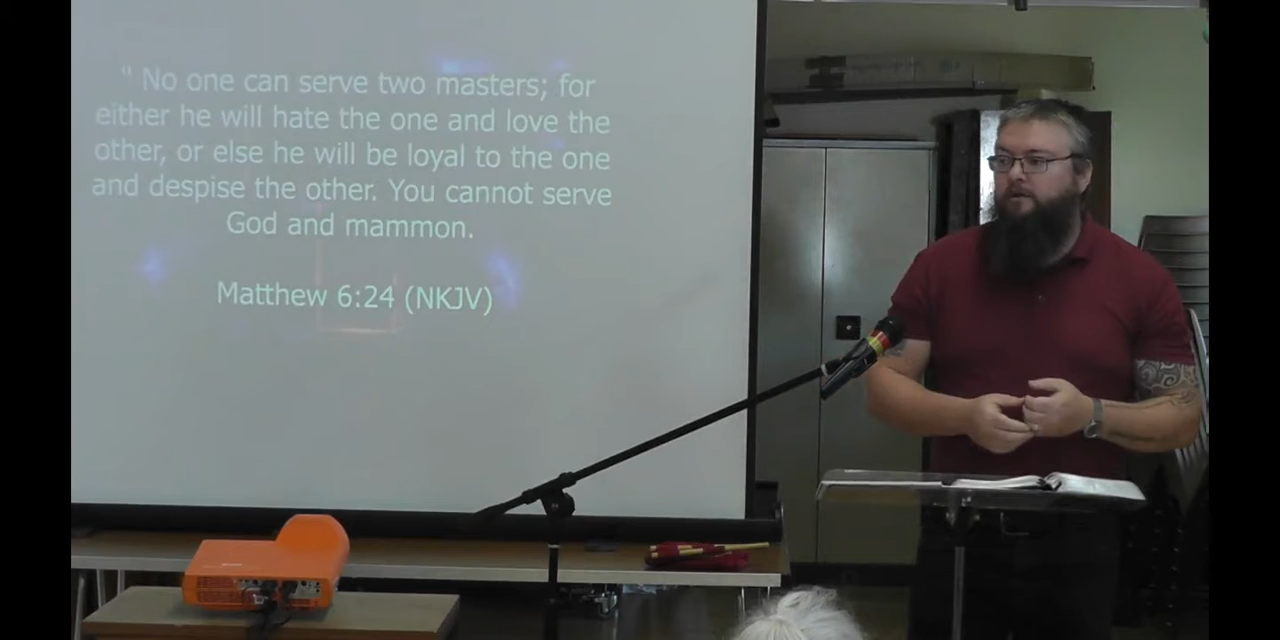 " No one can serve two masters; for
either he will hate the one and love the
other, or else he will be loyal to the one
and despise the other. You cannot serve
God and mammon.
Matthew 6:24 (NKJV)